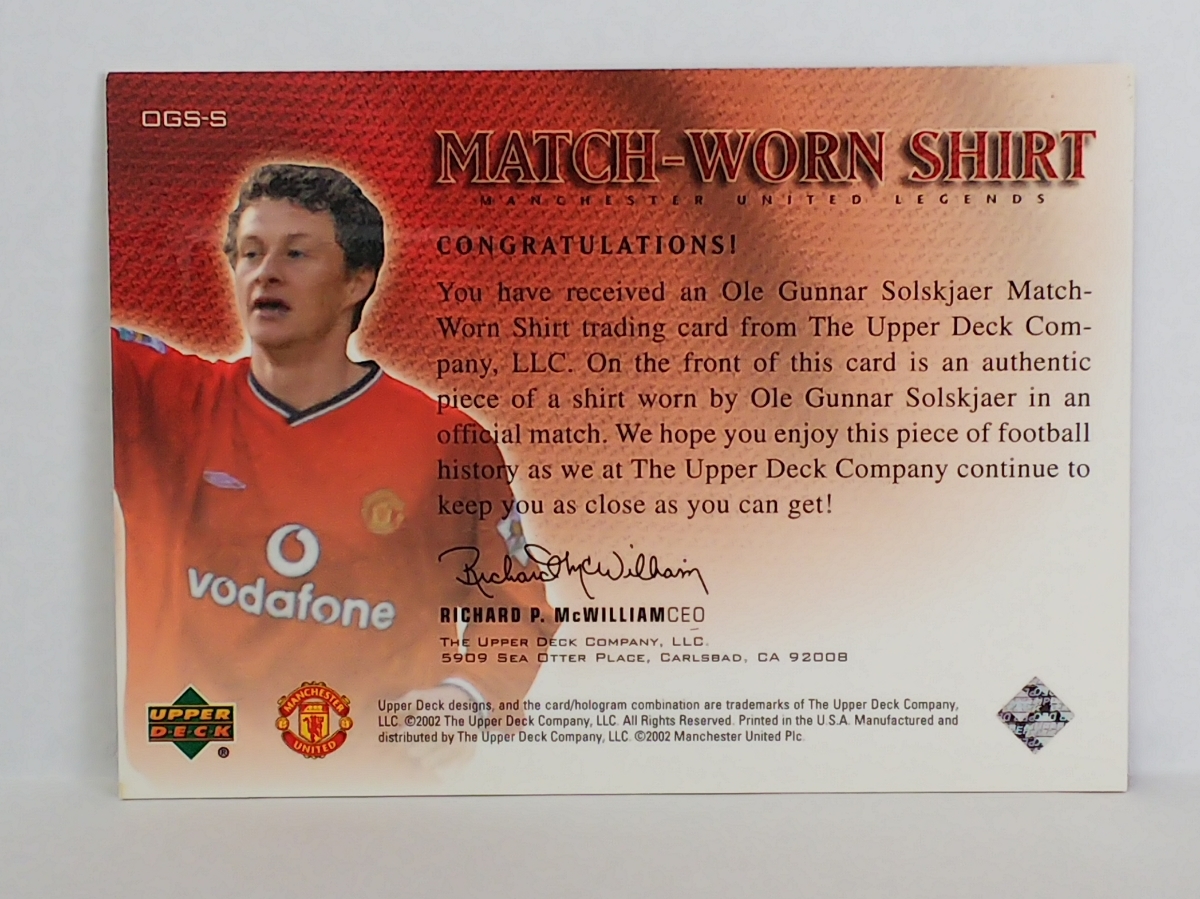 OGS-S
MATCH-WORN SHIRT
MANCHESTER UNITED LEGENDS
CONGRATULATIONS!
You have received an Ole Gunnar Solskjaer Match-
Worn Shirt trading card from The Upper Deck Com-
pany, LLC. On the front of this card is an authentic
piece of a shirt worn by Ole Gunnar Solskjaer in an
official match. We hope you enjoy this piece of football
history as we at The Upper Deck Company continue to
keep you as close as you can get!
vodafone
Richard McWilliam
RICHARD P. McWILLIAM CEO
THE UPPER DECK COMPANY, LLC.
5909 SEA OTTER PLACE, CARLSBAD, CA 92008
UPPER
DECK
®
MANCHESTER
UNITED
Upper Deck designs, and the card/hologram combination are trademarks of The Upper Deck Company,
LLC. ©2002 The Upper Deck Company, LLC. All Rights Reserved. Printed in the U.S.A. Manufactured and
distributed by The Upper Deck Company, LLC. ©2002 Manchester United Plc.